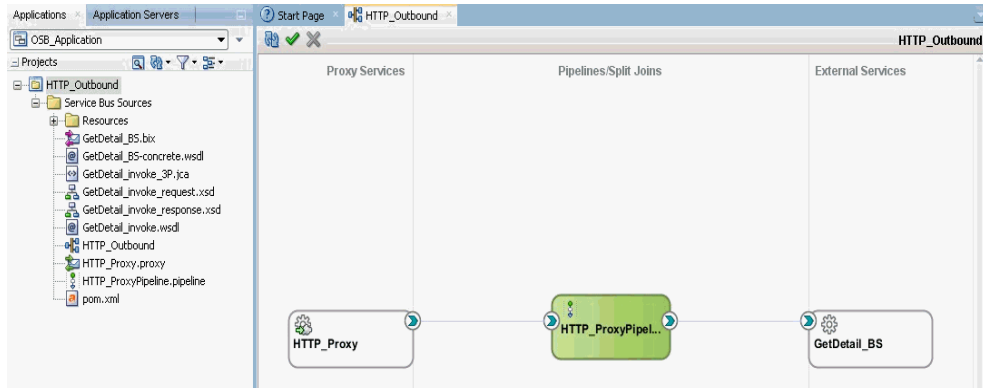 Applications
Application Servers
Start Page
HTTP_Outbound
OSB_Application
HTTP_Outbound
Projects
Proxy Services
Pipelines/Split Joins
External Services
HTTP_Outbound
Service Bus Sources
Resources
GetDetail_BS.bix
GetDetail_BS-concrete.wsdl
GetDetail_invoke_3P.jca
GetDetail_invoke_request.xsd
GetDetail_invoke_response.xsd
GetDetail_invoke.wsdl
HTTP_Outbound
HTTP_Proxy.proxy
HTTP_ProxyPipeline.pipeline
pom.xml
HTTP_Proxy
HTTP_ProxyPipel...
GetDetail_BS